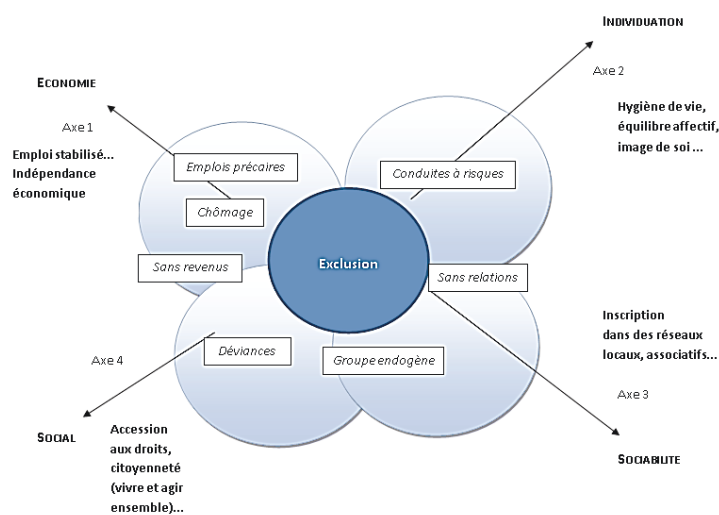 INDIVIDUATION
Axe 2
Hygiène de vie,
équilibre affectif,
image de soi ...
ECONOMIE
Axe 1
Emploi stabilisé...
Indépendance
économique
Emplois précaires
Conduites à risques
Chômage
Exclusion
Sans revenus
Sans relations
Déviances
Groupe endogène
Inscription
dans des réseaux
locaux, associatifs...
Axe 3
SOCIABILITE
Axe 4
SOCIAL
Accession
aux droits,
citoyenneté
(vivre et agir
ensemble)...